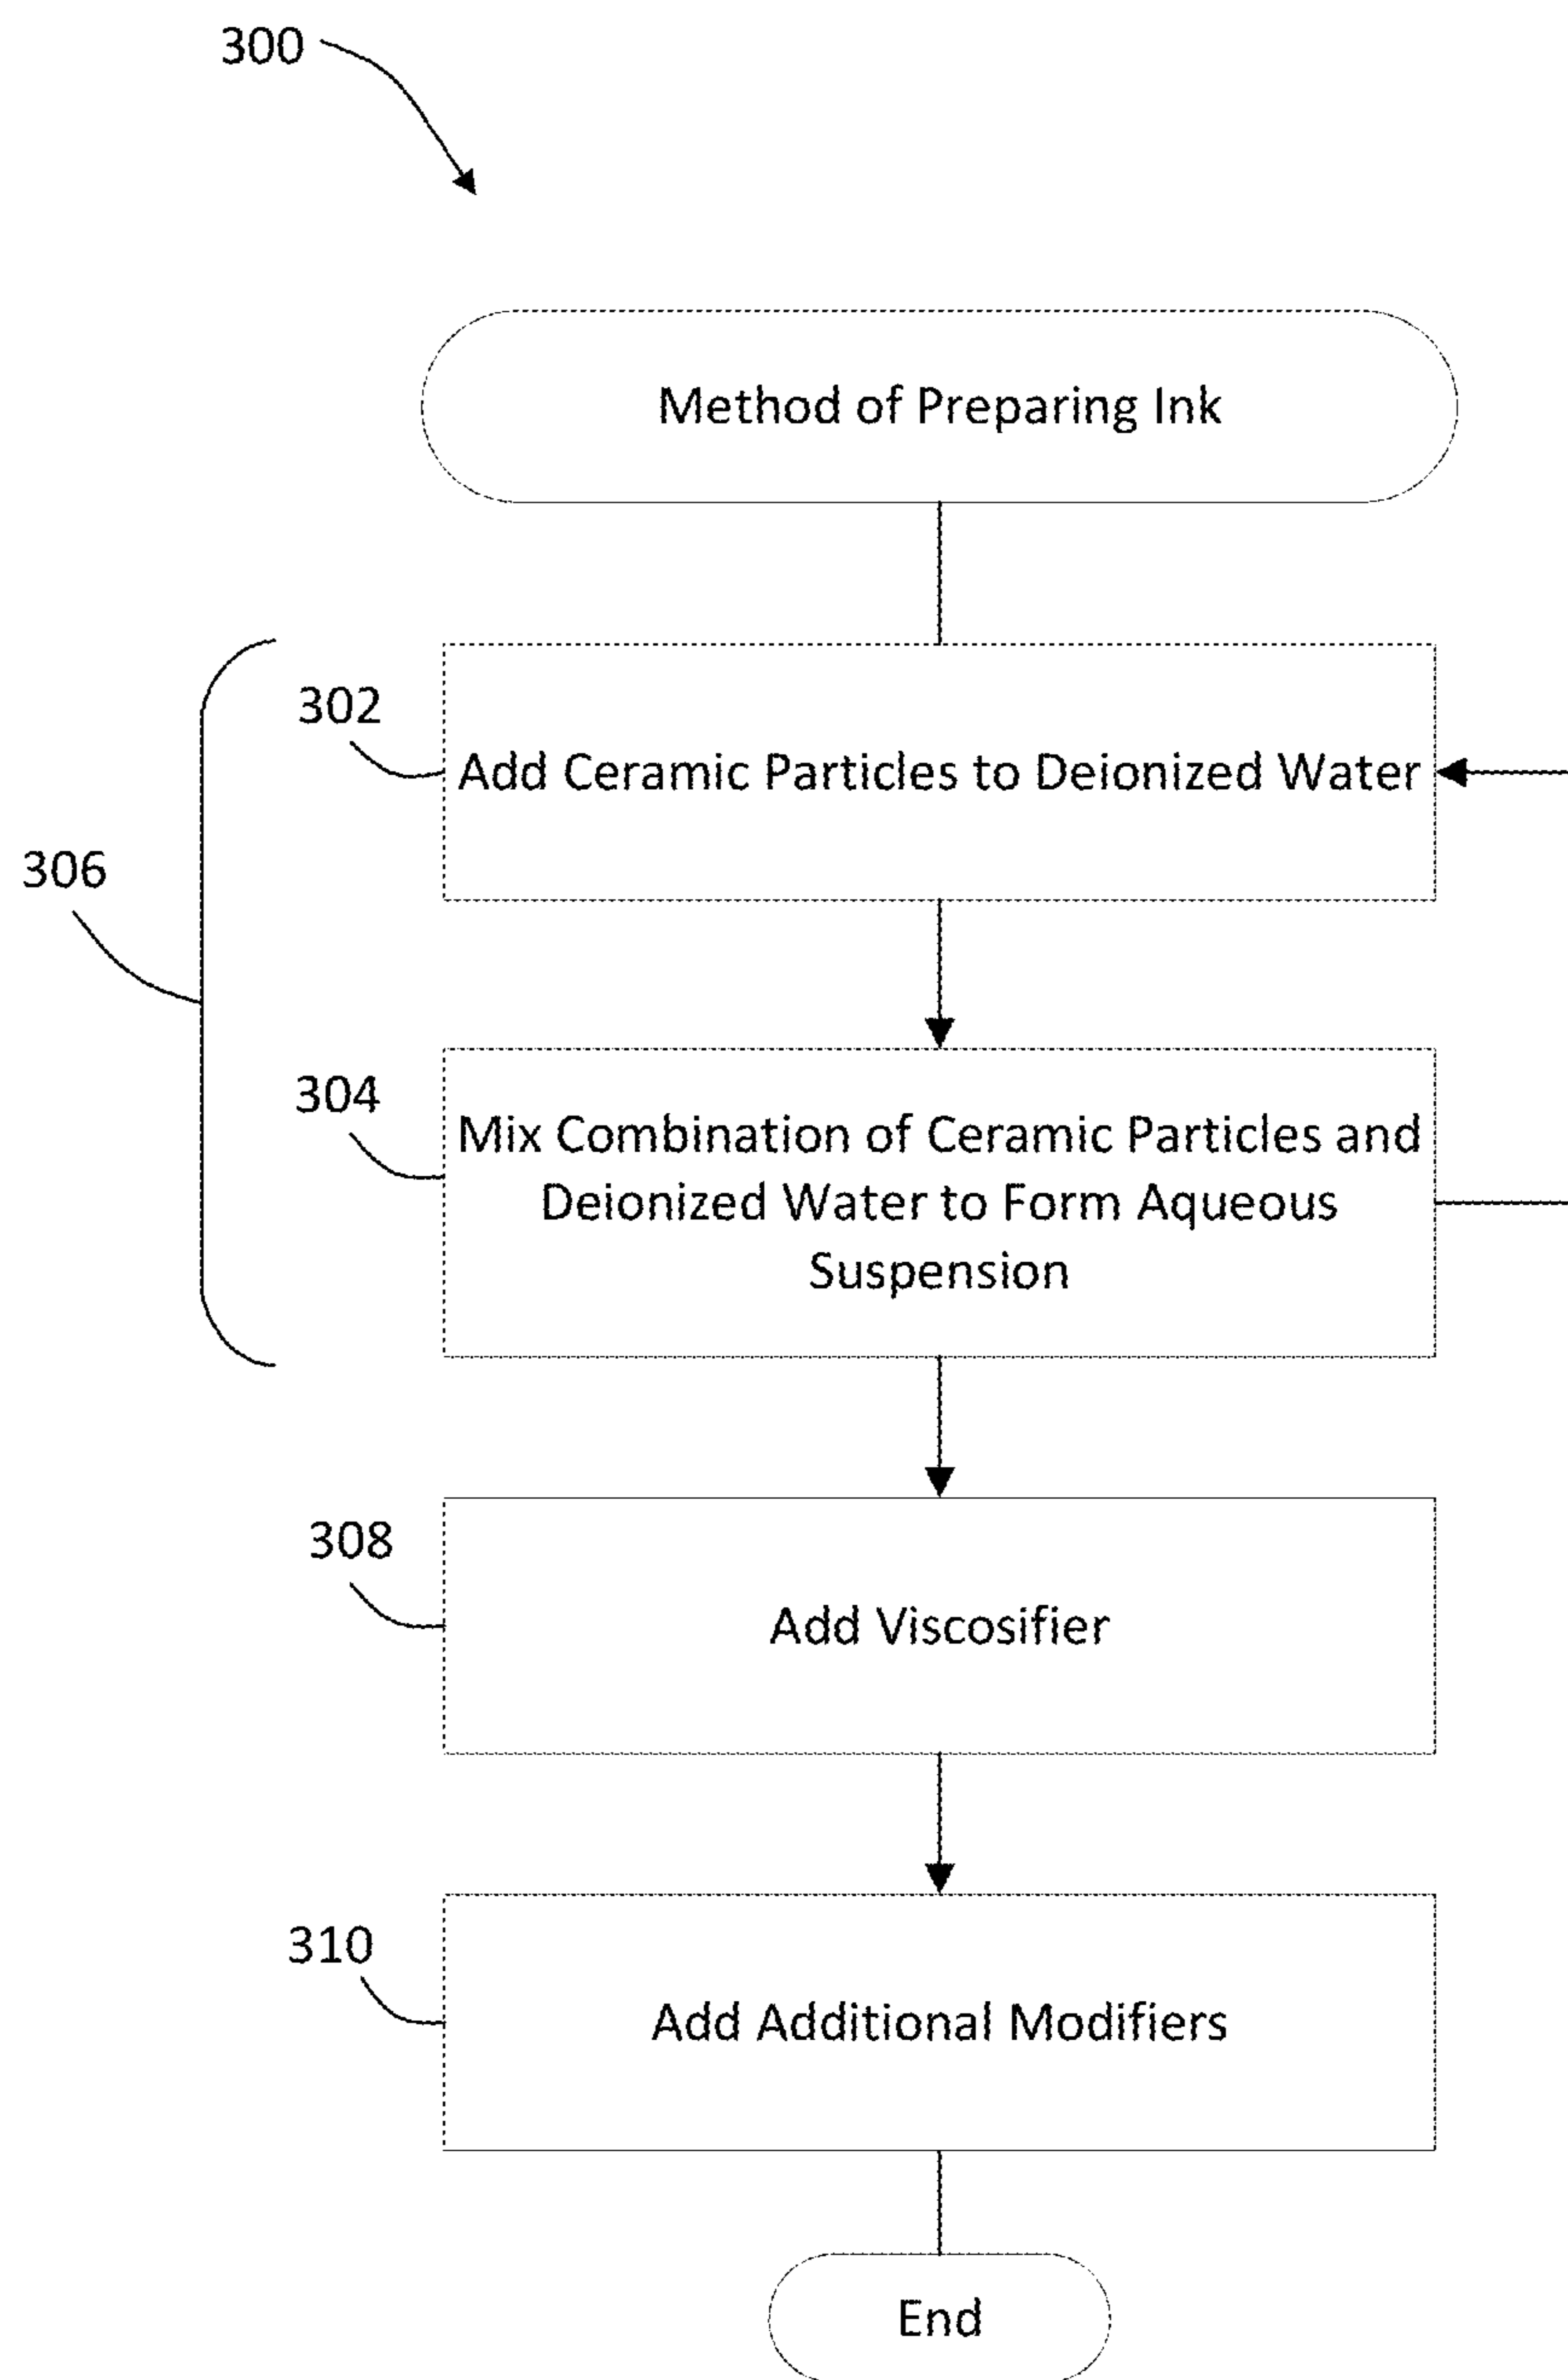 300
Method of Preparing Ink
302
Add Ceramic Particles to Deionized Water
306
304
Mix Combination of Ceramic Particles and
Deionized Water to Form Aqueous
Suspension
308
Add Viscosifier
310
Add Additional Modifiers
End